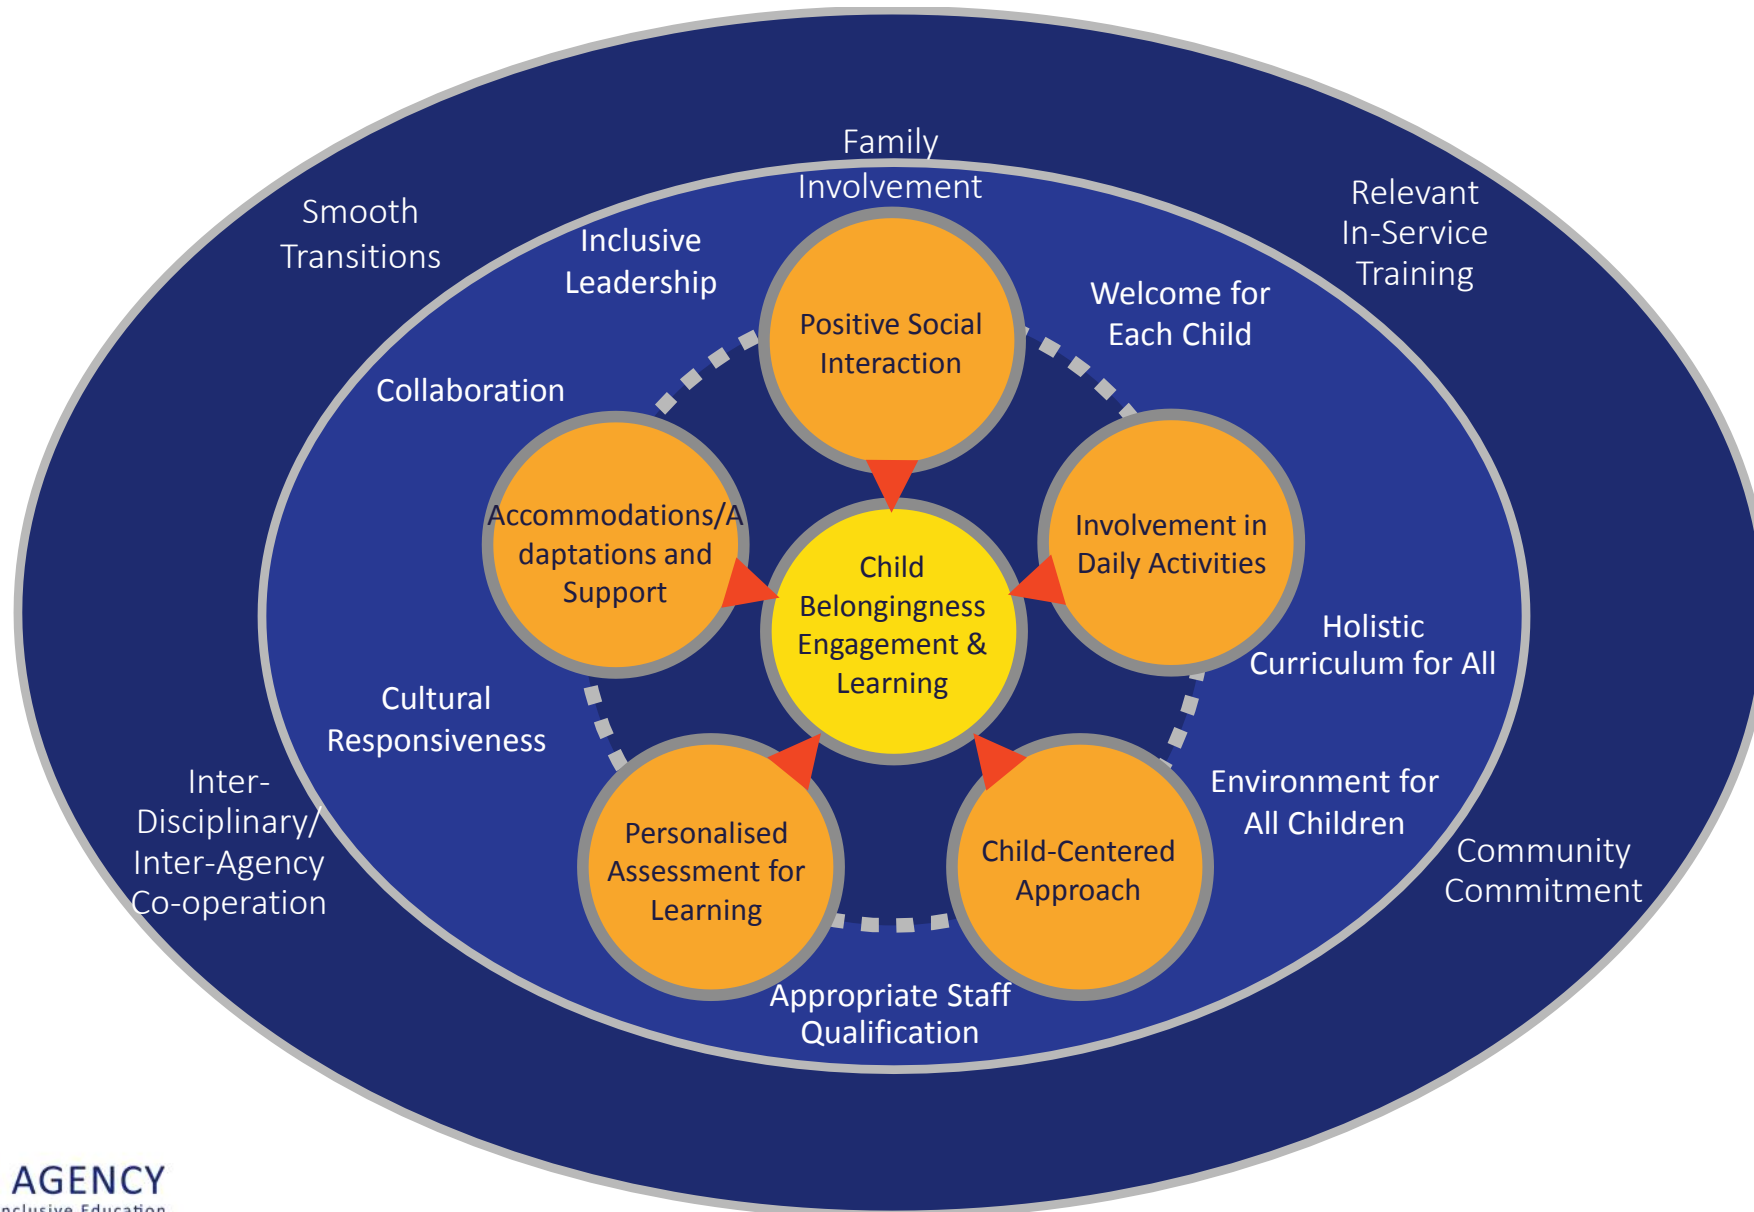 Family
Involvement
Smooth
Transitions
Relevant
In-Service
Training
Inclusive
Leadership
Welcome for
Each Child
Positive Social
Interaction
Collaboration
Accommodations/A
daptations and
Support
Involvement in
Daily Activities
Child
Belongingness
Engagement &
Learning
Holistic
Curriculum for All
Cultural
Responsiveness
Inter-
Disciplinary/
Inter-Agency
Co-operation
Environment for
All Children
Personalised
Assessment for
Learning
Child-Centered
Approach
Community
Commitment
Appropriate Staff
Qualification
AGENCY
nclusive Education